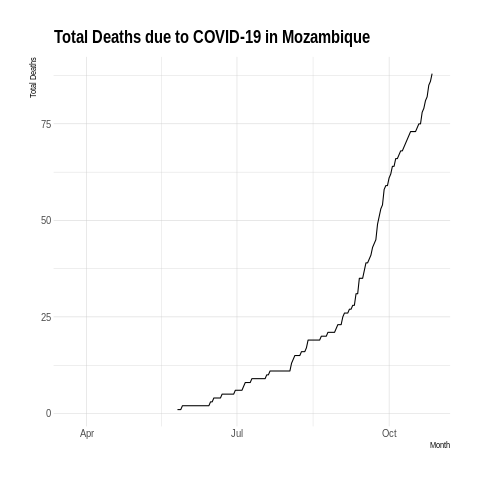 Total Deaths due to COVID-19 in Mozambique
Total Deaths
75
50
25
0
Apr Jul Oct
Month